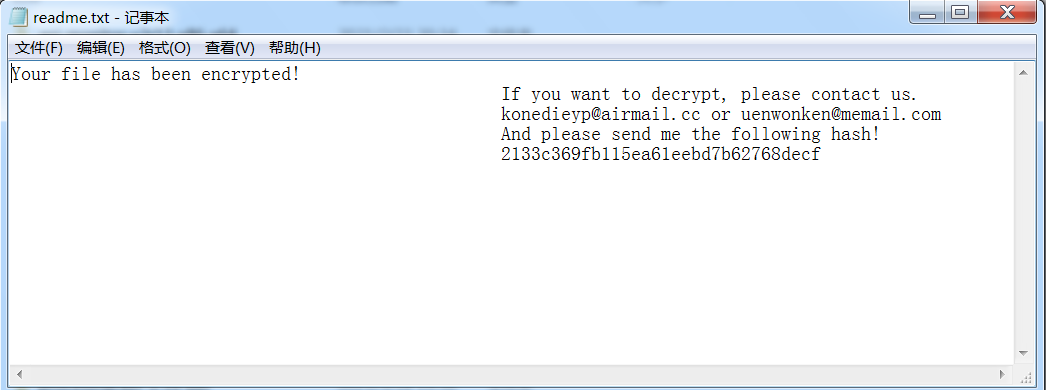 readme.txt - 记事本
文件(F) 编辑(E) 格式(O) 查看(V) 帮助(H)
Your file has been encrypted!
If you want to decrypt, please contact us.
konedieyp@airmail.cc or uenwonken@memail.com
And please send me the following hash!
2133c369fb115ea61eebd7b62768decf